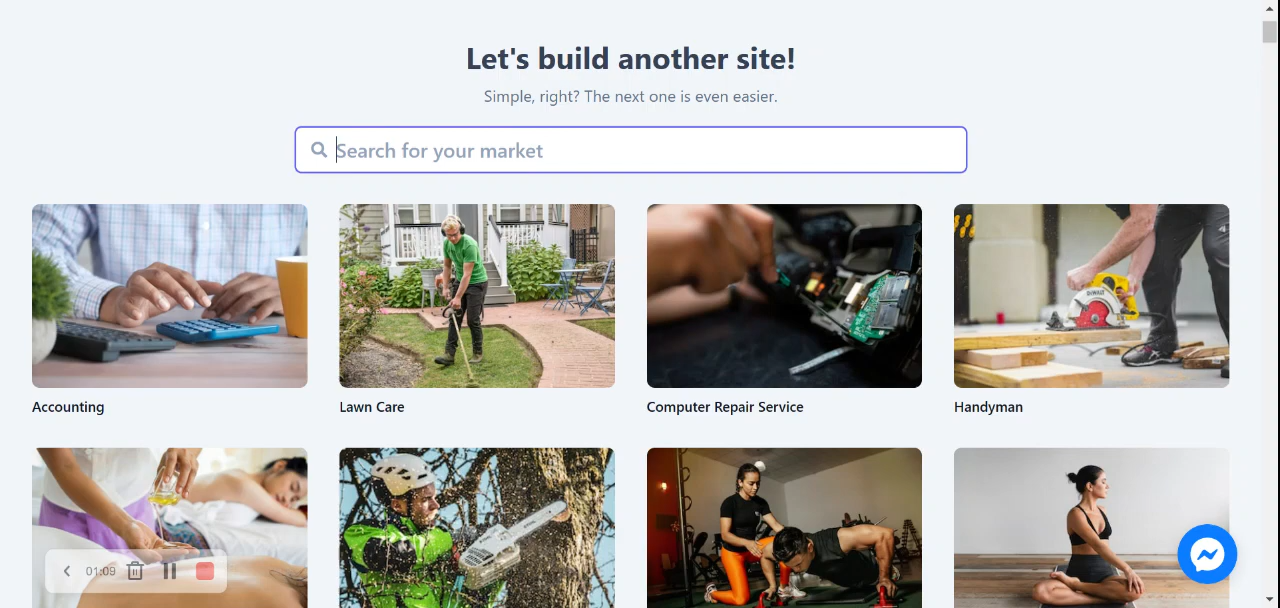 Let's build another site!
Simple, right? The next one is even easier.
Search for your market
DEWALT
Accounting
Lawn Care
Computer Repair Service
Handyman
01:09